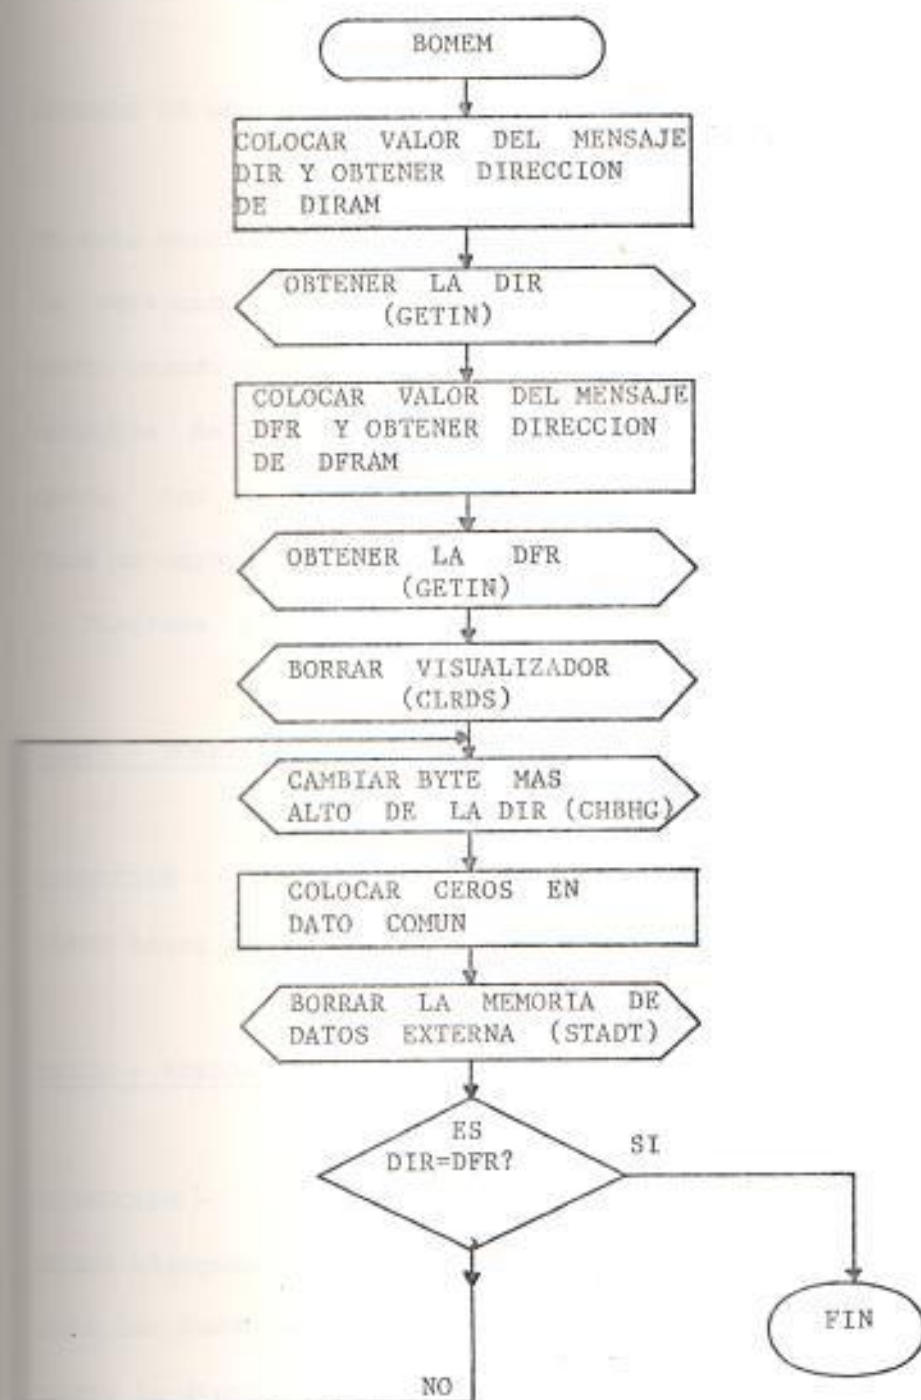 BOMEM
COLOCAR VALOR DEL MENSAJE
DIR Y OBTENER DIRECCION
DE DIRAM
OBTENER LA DIR
(GETIN)
COLOCAR VALOR DEL MENSAJE
DFR Y OBTENER DIRECCION
DE DFRAM
OBTENER LA DFR
(GETIN)
BORRAR VISUALIZADOR
(CLRDS)
CAMBIAR BYTE MAS
ALTO DE LA DIR (CHBHG)
COLOCAR CEROS EN
DATO COMUN
BORRAR LA MEMORIA DE
DATOS EXTERNA (STADT)
ES
DIR=DFR?
SI
FIN
NO